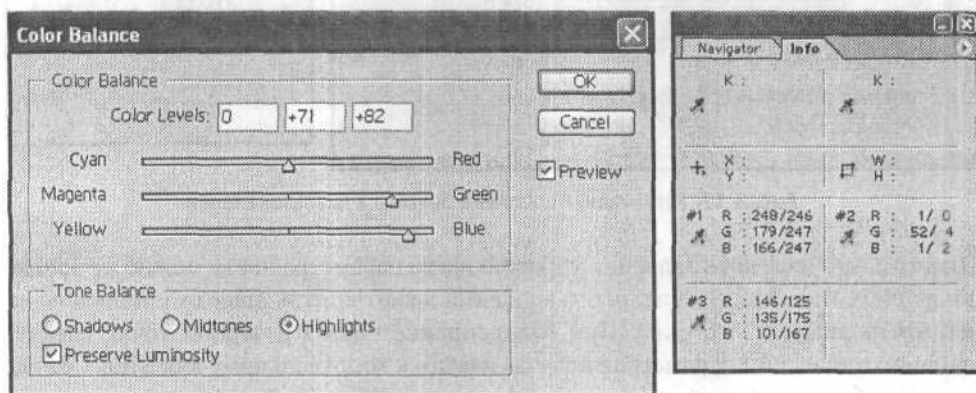 Color Balance
Color Balance
Color Levels: 0 +71 +82
Cyan Red
Magenta Green
Yellow Blue
Tone Balance
Shadows Midtones Highlights
Preserve Luminosity
OK
Cancel
Preview
Navigator Info
K : K :
X : W :
Y : H :
#1 R : 248/246 #2 R : 1/ 0
G : 179/247 G : 52/ 4
B : 166/247 B : 1/ 2
#3 R : 146/125
G : 135/175
B : 101/167